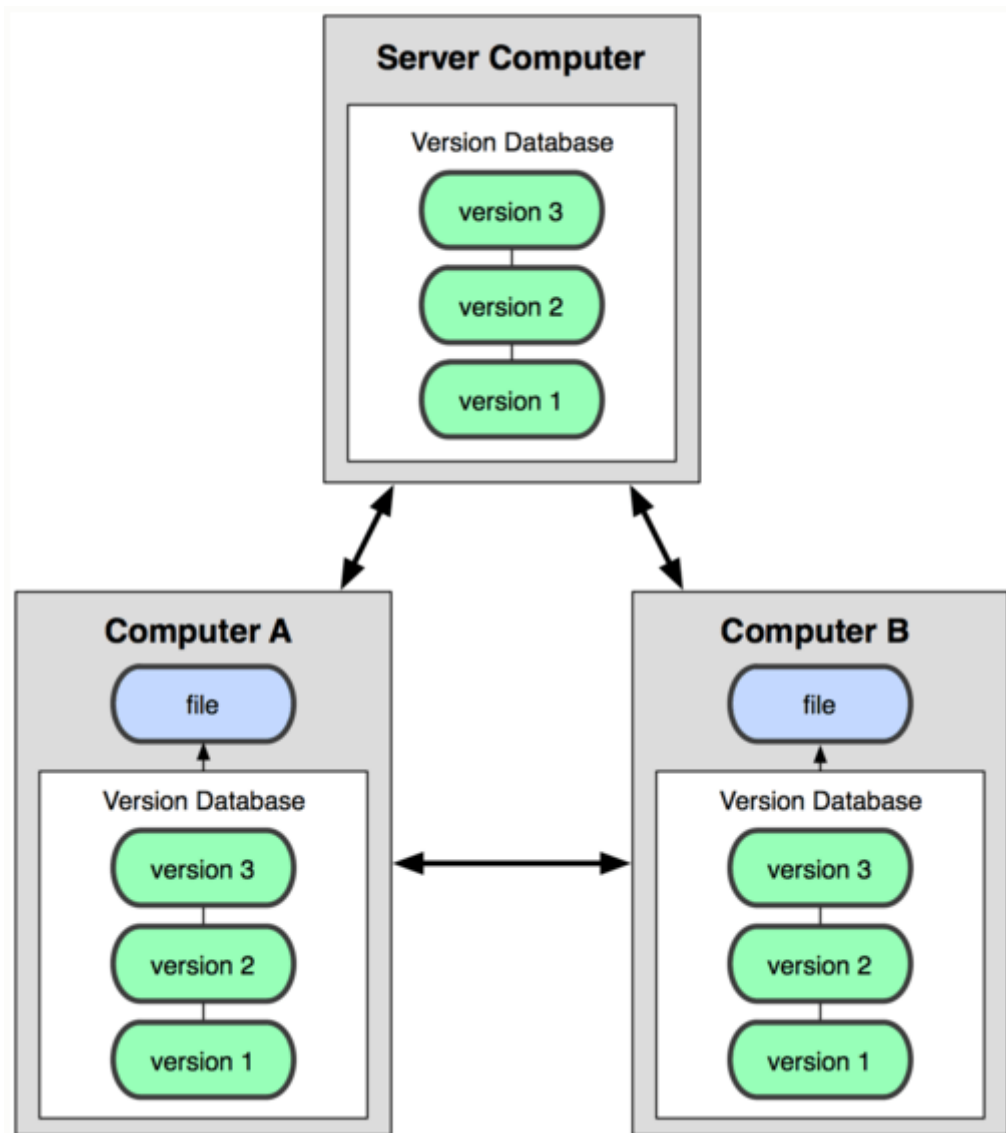 Server Computer
Version Database
version 3
version 2
version 1
Computer A
file
Version Database
version 3
version 2
version 1
Computer B
file
Version Database
version 3
version 2
version 1